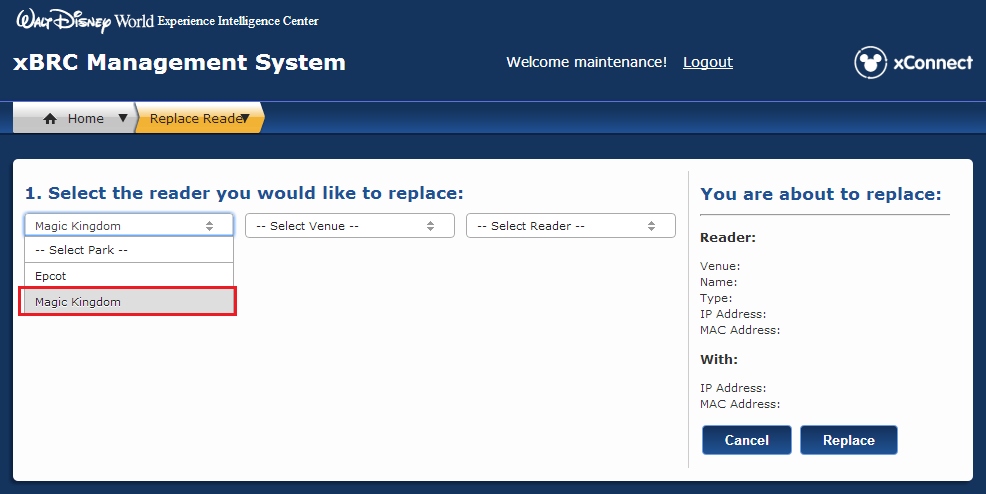 Walt Disney World Experience Intelligence Center
xBRC Management System
Welcome maintenance! Logout
xConnect
Home
Replace Reader
1. Select the reader you would like to replace:
Magic Kingdom
-- Select Venue --
-- Select Reader --
-- Select Park --
Epcot
Magic Kingdom
You are about to replace:
Reader:
Venue:
Name:
Type:
IP Address:
MAC Address:
With:
IP Address:
MAC Address:
Cancel
Replace